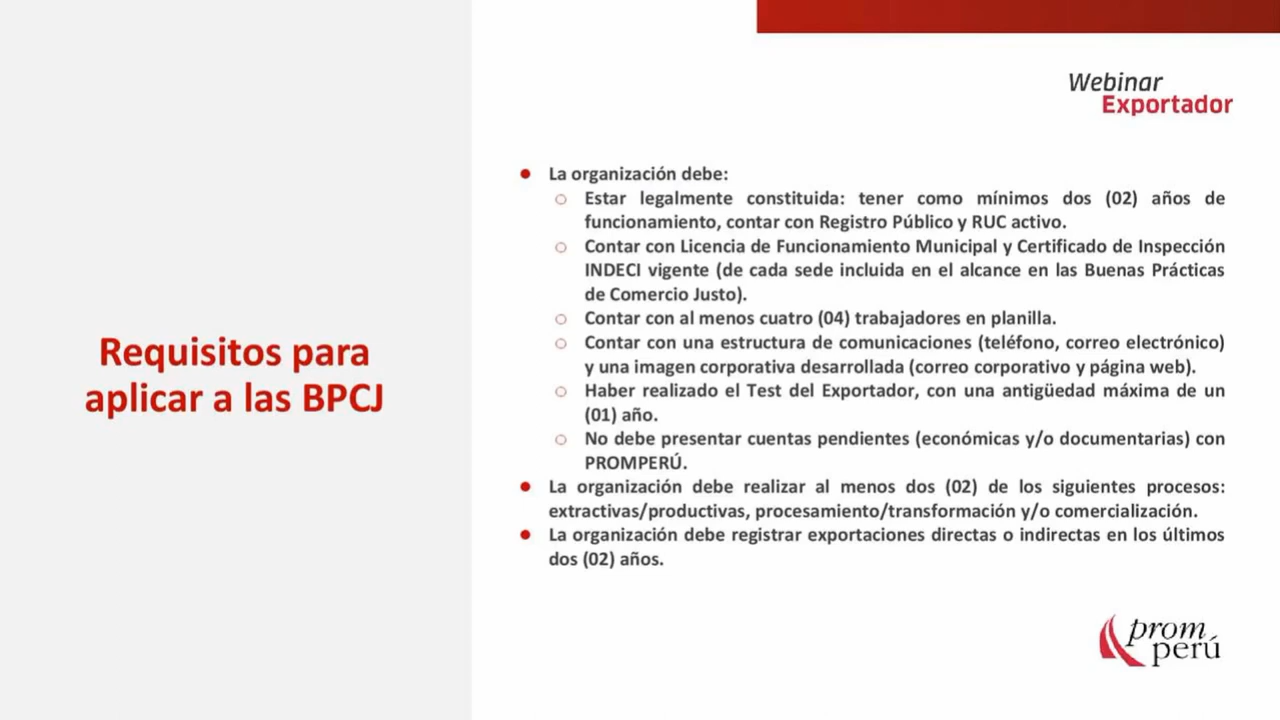 Webinar
Exportador
Requisitos para
aplicar a las BPCJ
● La organización debe:
○ Estar legalmente constituida: tener como mínimos dos (02) años de
funcionamiento, contar con Registro Público y RUC activo.
○ Contar con Licencia de Funcionamiento Municipal y Certificado de Inspección
INDECI vigente (de cada sede incluida en el alcance en las Buenas Prácticas
de Comercio Justo).
○ Contar con al menos cuatro (04) trabajadores en planilla.
○ Contar con una estructura de comunicaciones (teléfono, correo electrónico)
y una imagen corporativa desarrollada (correo corporativo y página web).
○ Haber realizado el Test del Exportador, con una antigüedad máxima de un
(01) año.
○ No debe presentar cuentas pendientes (económicas y/o documentarias) con
PROMPERÚ.
● La organización debe realizar al menos dos (02) de los siguientes procesos:
extractivas/productivas, procesamiento/transformación y/o comercialización.
● La organización debe registrar exportaciones directas o indirectas en los últimos
dos (02) años.
prom
perú